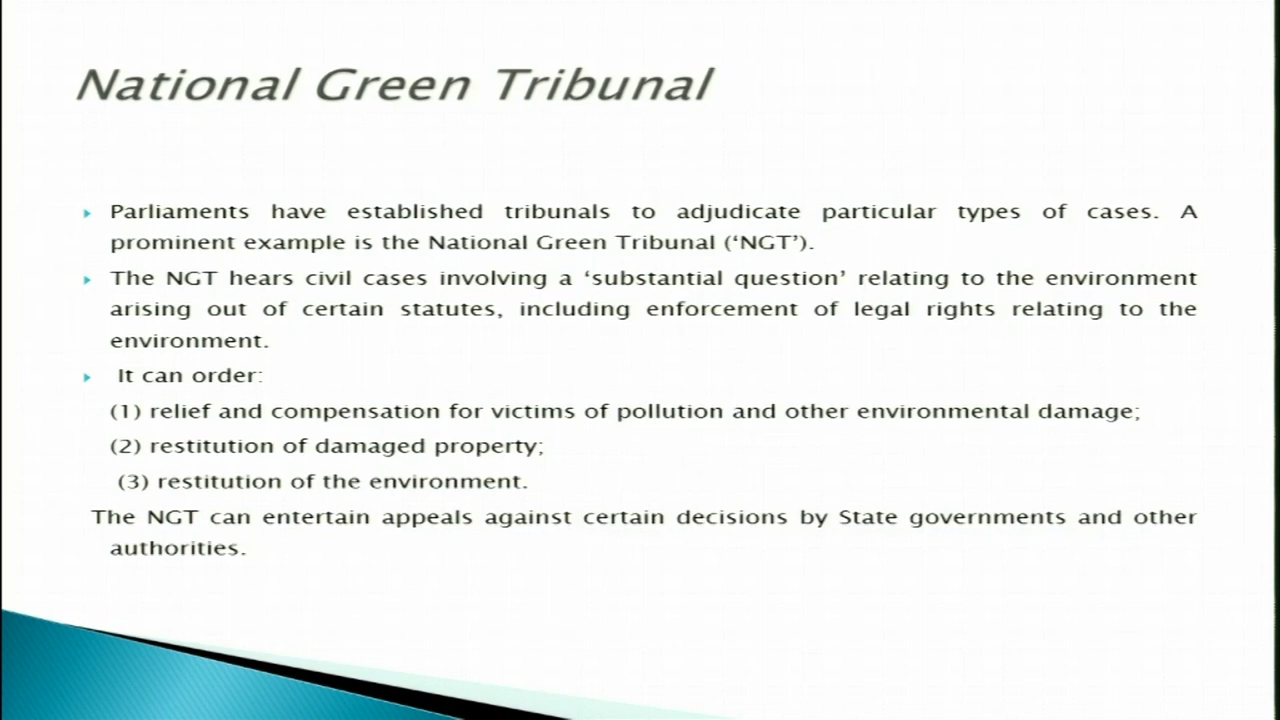 National Green Tribunal
Parliaments have established tribunals to adjudicate particular types of cases. A
prominent example is the National Green Tribunal (‘NGT’).
The NGT hears civil cases involving a ‘substantial question’ relating to the environment
arising out of certain statutes, including enforcement of legal rights relating to the
environment.
It can order:
(1) relief and compensation for victims of pollution and other environmental damage;
(2) restitution of damaged property;
(3) restitution of the environment.
The NGT can entertain appeals against certain decisions by State governments and other
authorities.